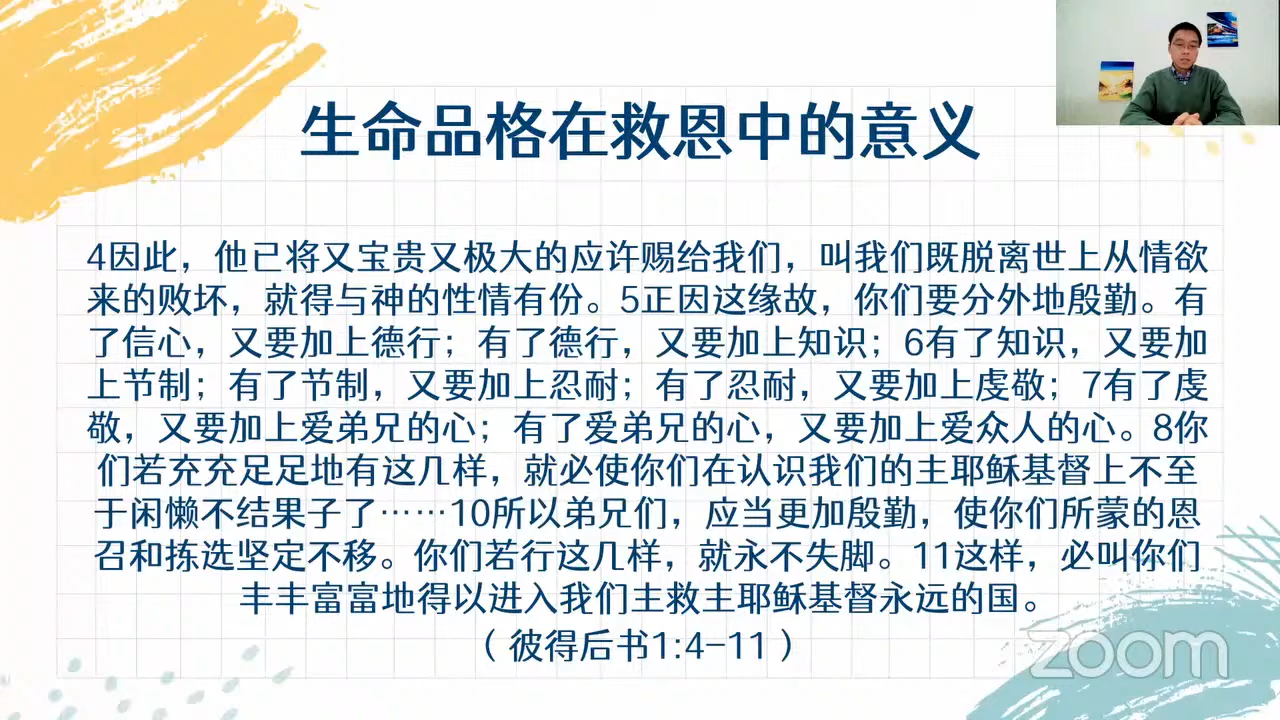 生命品格在救恩中的意义
4因此，他已将又宝贵又极大的应许赐给我们，叫我们既脱离世上从情欲
来的败坏，就得与神的性情有份。5正因这缘故，你们要分外地殷勤。有
了信心，又要加上德行；有了德行，又要加上知识；6有了知识，又要加
上节制；有了节制，又要加上忍耐；有了忍耐，又要加上虔敬；7有了虔
敬，又要加上爱弟兄的心；有了爱弟兄的心，又要加上爱众人的心。8你
们若充充足足地有这几样，就必使你们在认识我们的主耶稣基督上不至
于闲懒不结果子了……10所以弟兄们，应当更加殷勤，使你们所蒙的恩
召和拣选坚定不移。你们若行这几样，就永不失脚。11这样，必叫你们
丰丰富富地得以进入我们主救主耶稣基督永远的国。
（彼得后书1:4-11）
zoom